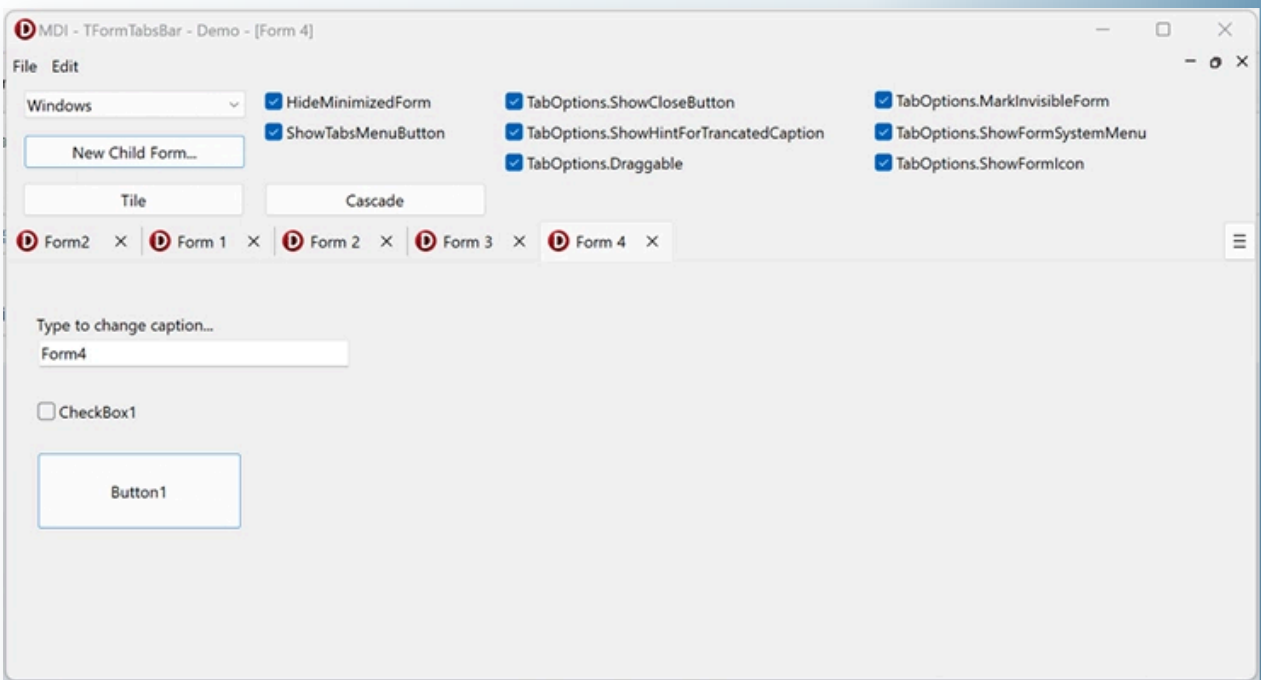 MDI - TFormTabsBar - Demo - [Form 4]
File Edit
Windows
HideMinimizedForm
TabOptions.ShowCloseButton
TabOptions.MarkInvisibleForm
ShowTabsMenuButton
TabOptions.ShowHintForTrancatedCaption
TabOptions.ShowFormSystemMenu
New Child Form...
TabOptions.Draggable
TabOptions.ShowFormIcon
Tile
Cascade
Form2
Form 1
Form 2
Form 3
Form 4
Type to change caption...
Form4
CheckBox1
Button1